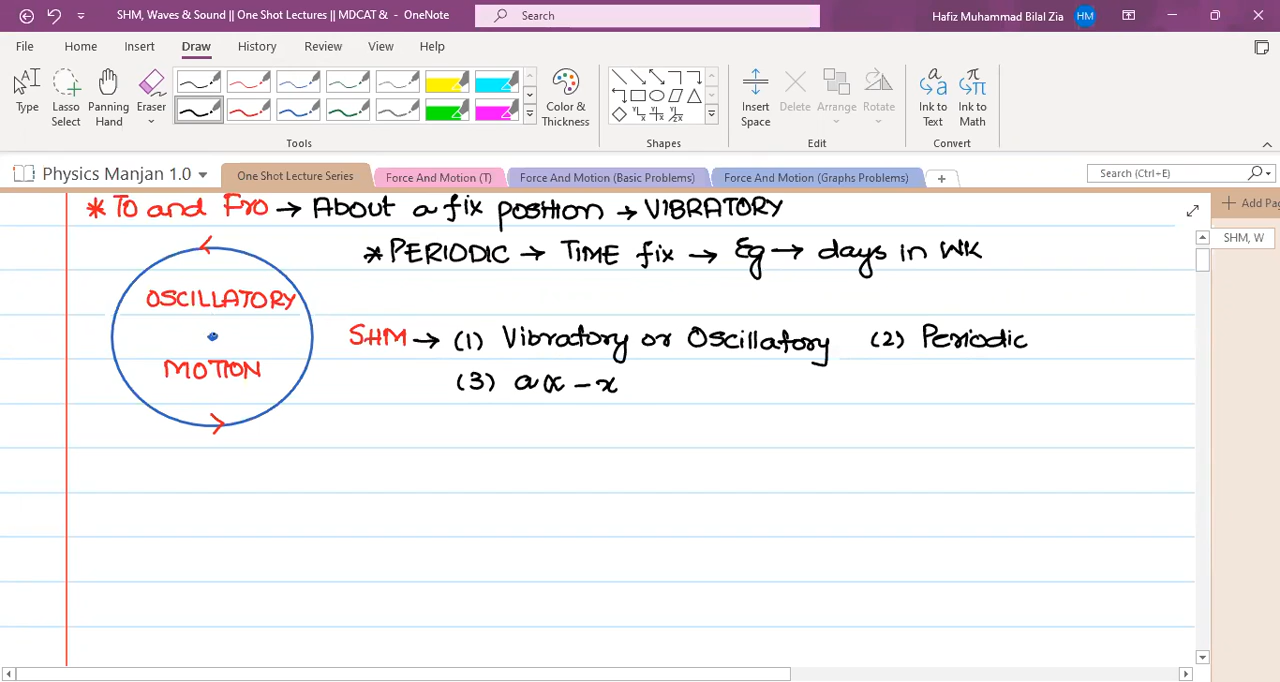 SHM, Waves & Sound || One Shot Lectures || MDCAT & - OneNote
Search
Hafiz Muhammad Bilal Zia HM
File Home Insert Draw History Review View Help
Type Lasso Select Panning Hand Eraser Color & Thickness Insert Space Delete Arrange Rotate Ink to Text Ink to Math
Tools Shapes Edit Convert
Physics Manjan 1.0 One Shot Lecture Series Force And Motion (T) Force And Motion (Basic Problems) Force And Motion (Graphs Problems) + Search (Ctrl+E)
* To and Fro → About a fix position → VIBRATORY
+ Add Pag
SHM, W
* PERIODIC → TIME fix → Eg → days in WK
OSCILLATORY
MOTION
SHM → (1) Vibratory or Oscillatory (2) Periodic
(3) a ∝ - x